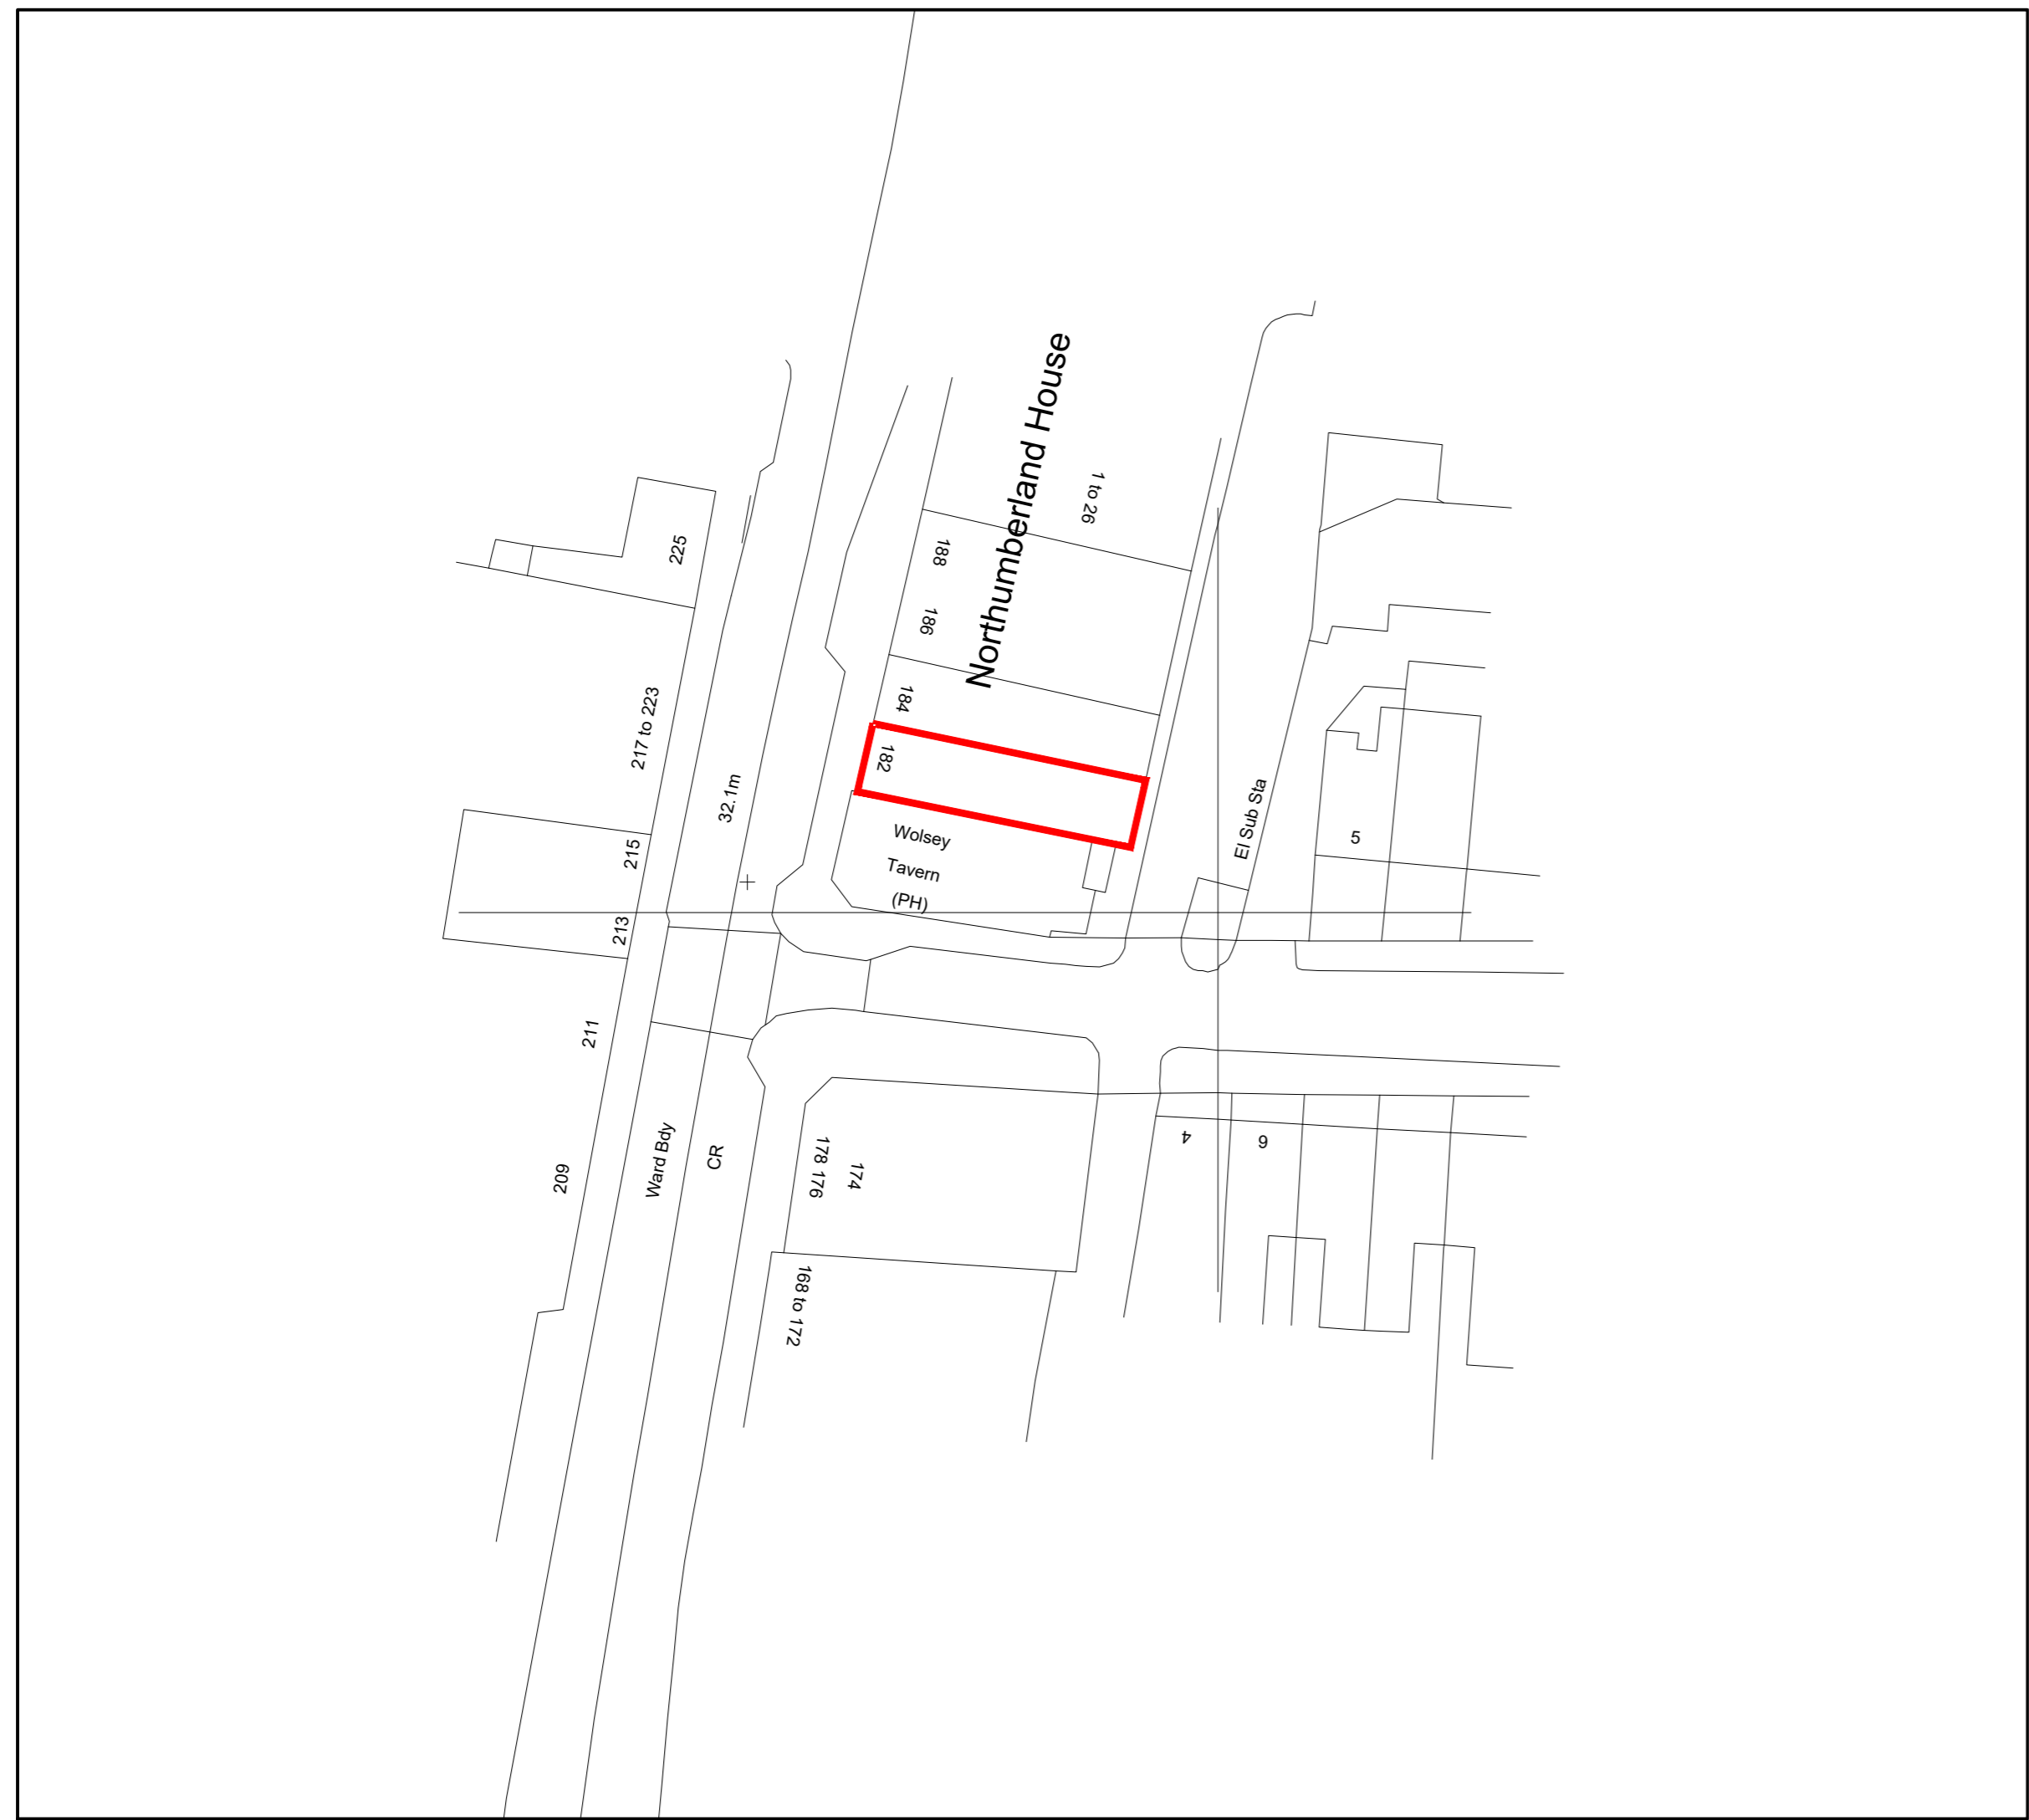 Northumberland House
1 to 26
188
186
184
182
225
217 to 223
32.1m
215
213
211
209
Wolsey
Tavern
(PH)
El Sub Sta
5
Ward Bdy
CR
178 176
174
168 to 172
4
6